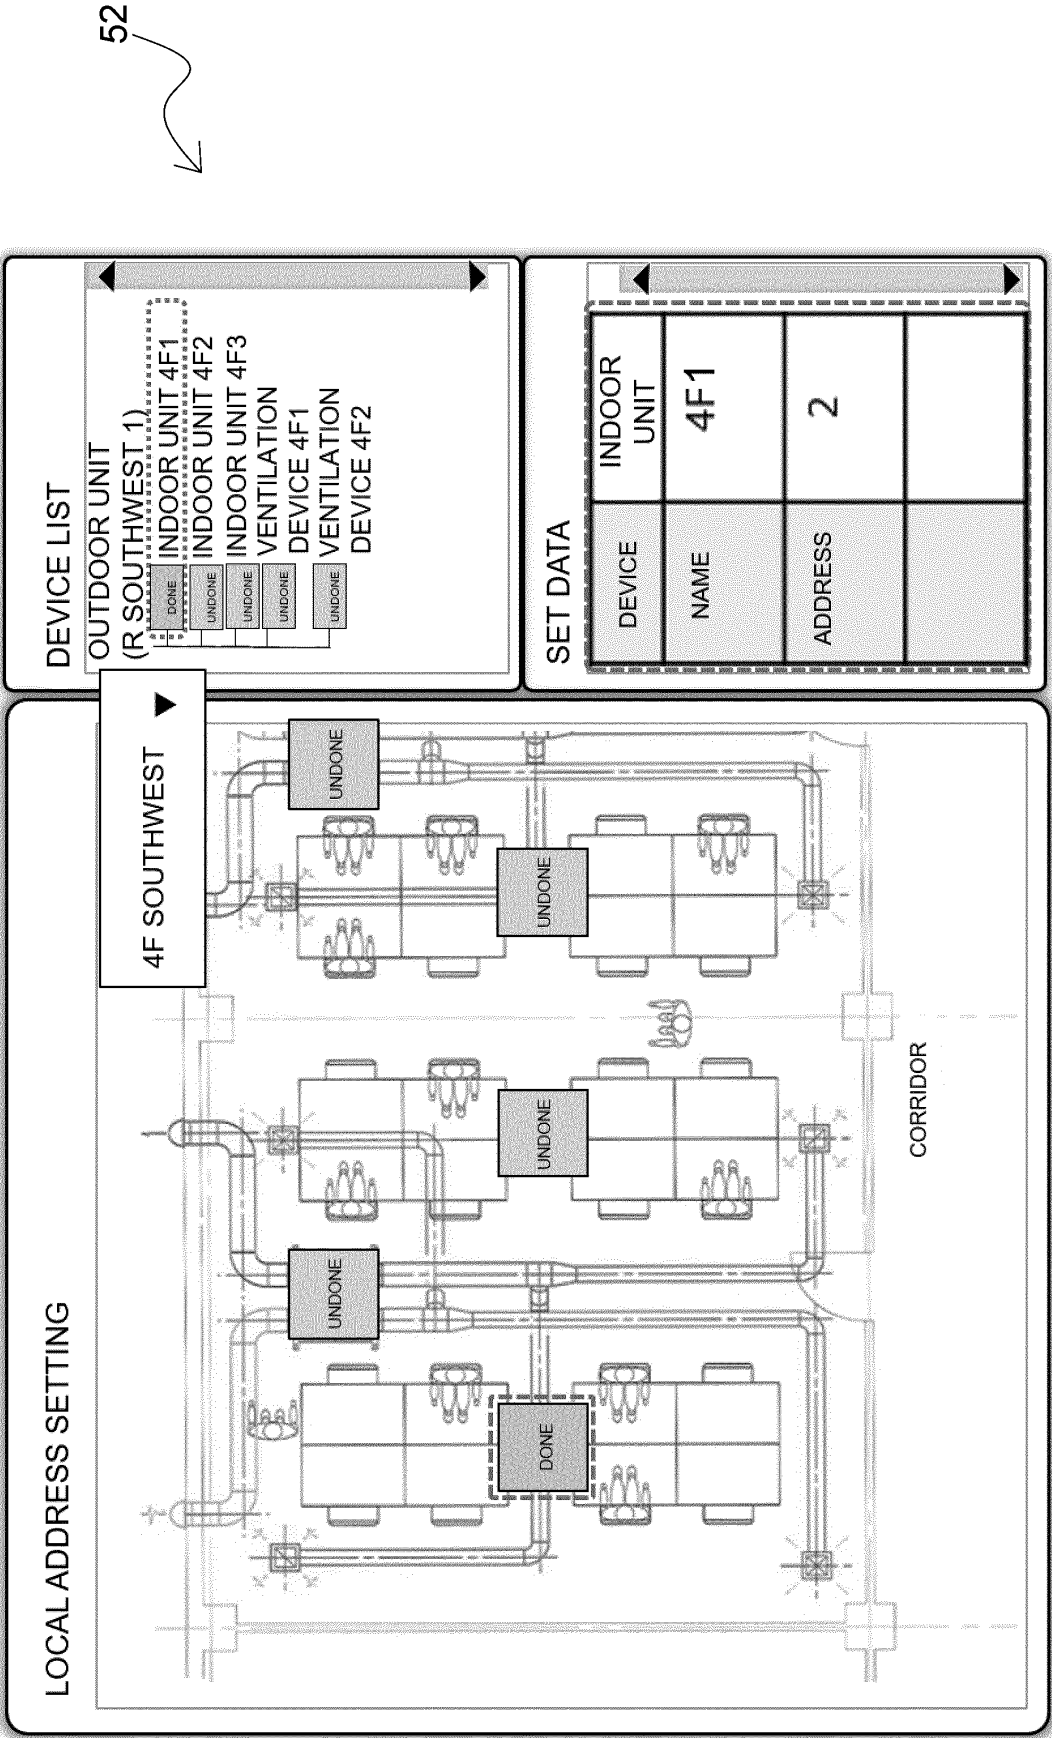 52
LOCAL ADDRESS SETTING
4F SOUTHWEST
UNDONE
UNDONE
UNDONE
UNDONE
DONE
CORRIDOR
DEVICE LIST
OUTDOOR UNIT
(R SOUTHWEST 1)
DONE INDOOR UNIT 4F1
UNDONE INDOOR UNIT 4F2
UNDONE INDOOR UNIT 4F3
UNDONE VENTILATION
DEVICE 4F1
UNDONE VENTILATION
DEVICE 4F2
SET DATA
DEVICE INDOOR
UNIT
NAME 4F1
ADDRESS 2